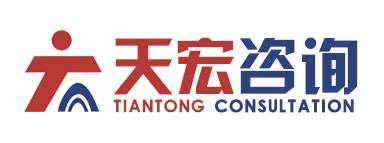 天宏咨询
TIANTONG CONSULTATION